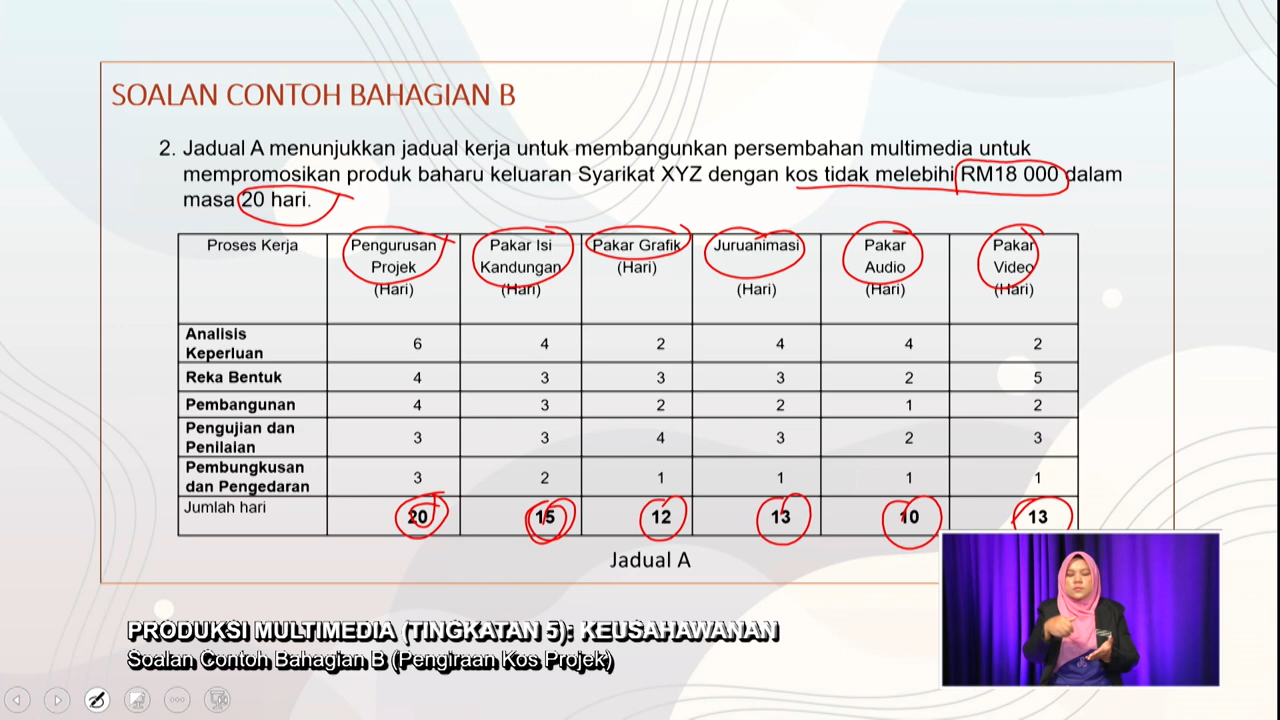 SOALAN CONTOH BAHAGIAN B
2. Jadual A menunjukkan jadual kerja untuk membangunkan persembahan multimedia untuk
mempromosikan produk baharu keluaran Syarikat XYZ dengan kos tidak melebihi RM18 000 dalam
masa 20 hari.
Proses Kerja Pengurusan Projek (Hari) Pakar Isi Kandungan (Hari) Pakar Grafik (Hari) Juruanimasi (Hari) Pakar Audio (Hari) Pakar Video (Hari)
Analisis Keperluan 6 4 2 4 4 2
Reka Bentuk 4 3 3 3 2 5
Pembangunan 4 3 2 2 1 2
Pengujian dan Penilaian 3 3 4 3 2 3
Pembungkusan dan Pengedaran 3 2 1 1 1 1
Jumlah hari 20 15 12 13 10 13
Jadual A
PRODUKSI MULTIMEDIA (TINGKATAN 5): KEUSAHAWANAN
Soalan Contoh Bahagian B (Pengiraan Kos Projek)